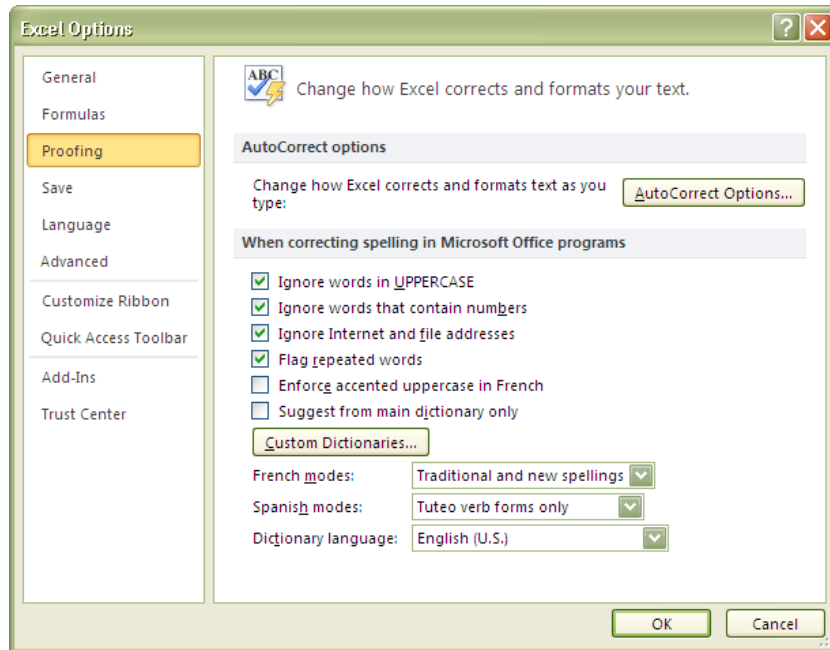 Excel Options
General
Formulas
Proofing
Save
Language
Advanced
Customize Ribbon
Quick Access Toolbar
Add-Ins
Trust Center
ABC
Change how Excel corrects and formats your text.
AutoCorrect options
Change how Excel corrects and formats text as you
type:
AutoCorrect Options...
When correcting spelling in Microsoft Office programs
Ignore words in UPPERCASE
Ignore words that contain numbers
Ignore Internet and file addresses
Flag repeated words
Enforce accented uppercase in French
Suggest from main dictionary only
Custom Dictionaries...
French modes: Traditional and new spellings
Spanish modes: Tuteo verb forms only
Dictionary language: English (U.S.)
OK Cancel